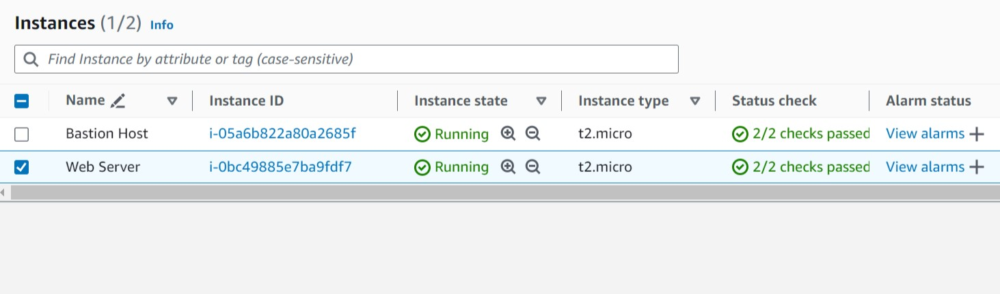 Instances (1/2) Info
Find Instance by attribute or tag (case-sensitive)
Name Instance ID Instance state Instance type Status check Alarm status
Bastion Host i-05a6b822a80a2685f Running t2.micro 2/2 checks passed View alarms
Web Server i-0bc49885e7ba9fdf7 Running t2.micro 2/2 checks passed View alarms